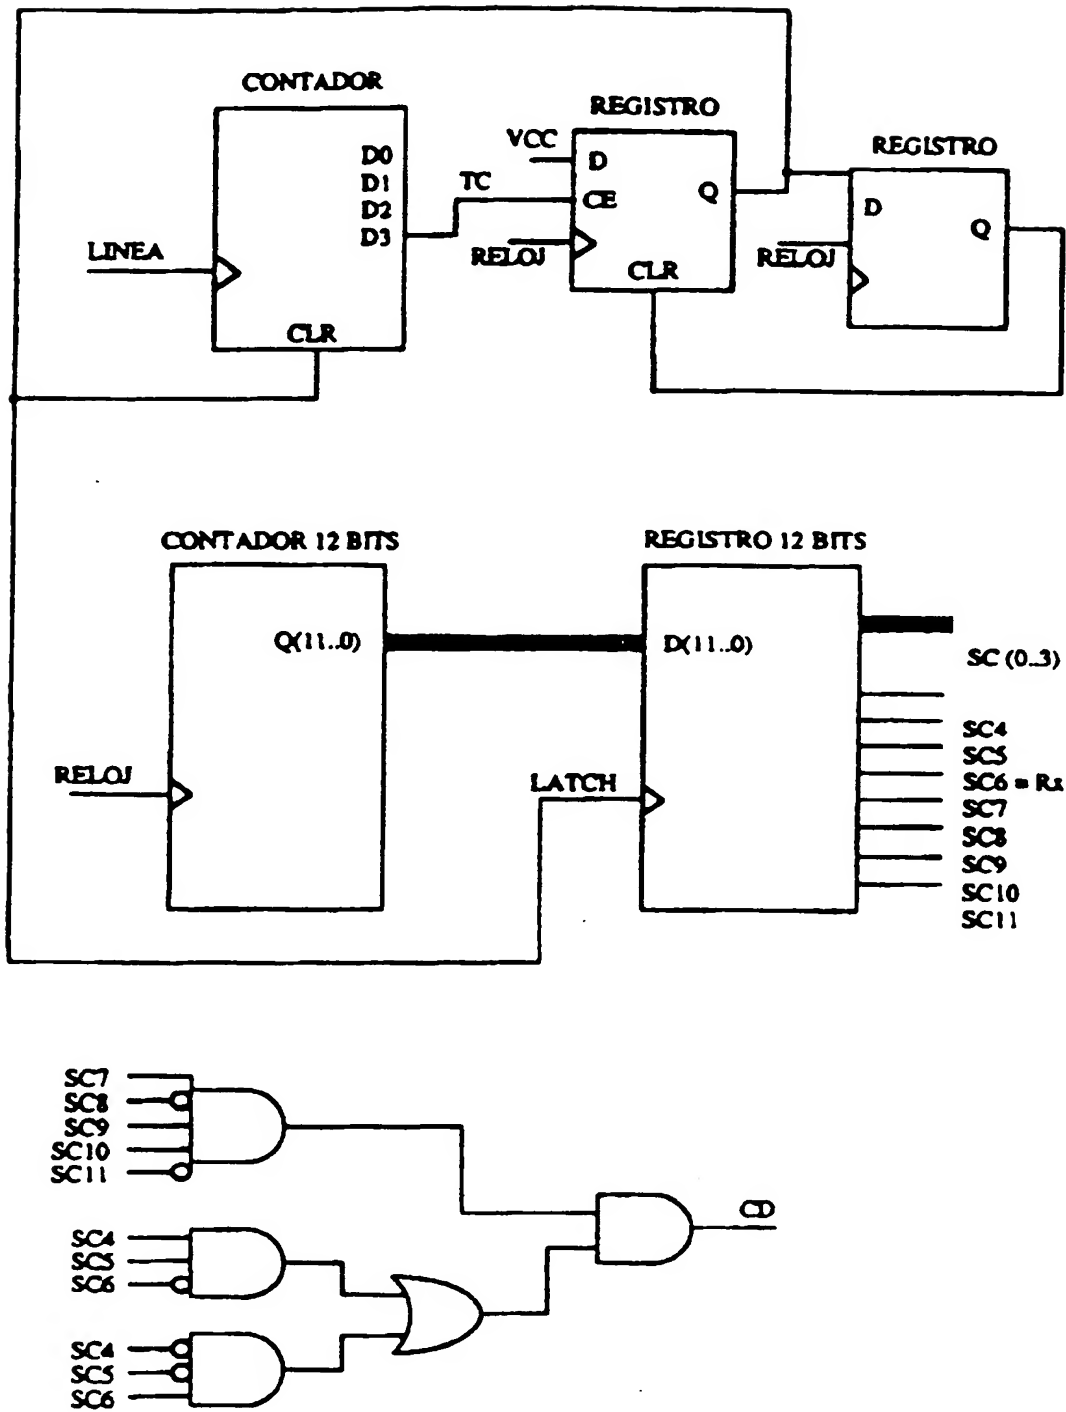 CONTADOR
REGISTRO
REGISTRO
VCC
D
D0
D1
D2
D3
TC
CE
Q
D
Q
LINEA
RELOJ
RELOJ
CLR
CLR
CONTADOR 12 BITS
REGISTRO 12 BITS
Q(11..0)
D(11..0)
SC (0..3)
SC4
SC5
SC6 = Rx
SC7
SC8
SC9
SC10
SC11
RELOJ
LATCH
SC7
SC8
SC9
SC10
SC11
CD
SC4
SC5
SC6
SC4
SC5
SC6